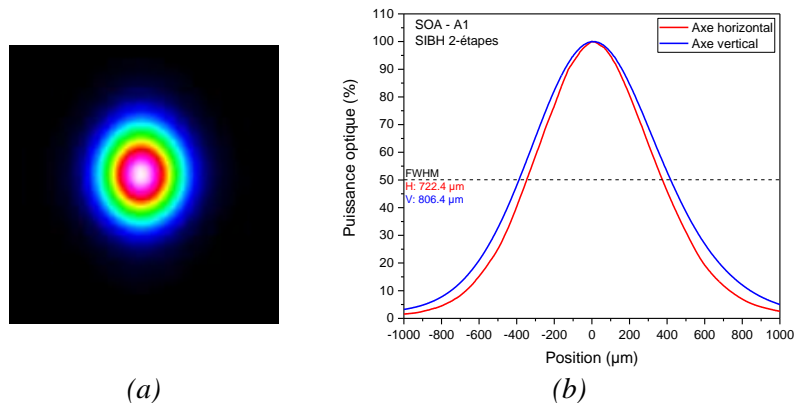 SOA - A1
SIBH 2-étapes
Axe horizontal
Axe vertical
Puissance optique (%)
110
100
90
80
70
60
50
40
30
20
10
0
FWHM
H: 722.4 µm
V: 806.4 µm
-1000 -800 -600 -400 -200 0 200 400 600 800 1000
Position (µm)
(a)
(b)